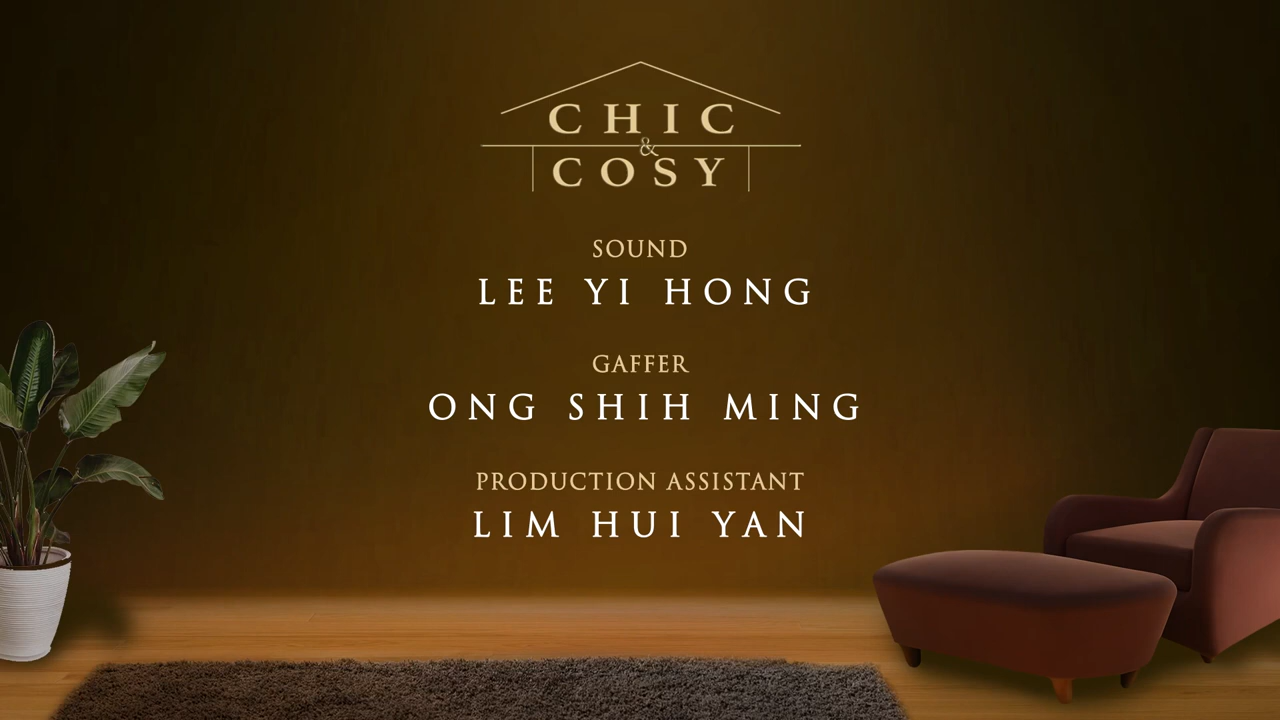 CHIC
&
COSY
SOUND
LEE YI HONG
GAFFER
ONG SHIH MING
PRODUCTION ASSISTANT
LIM HUI YAN